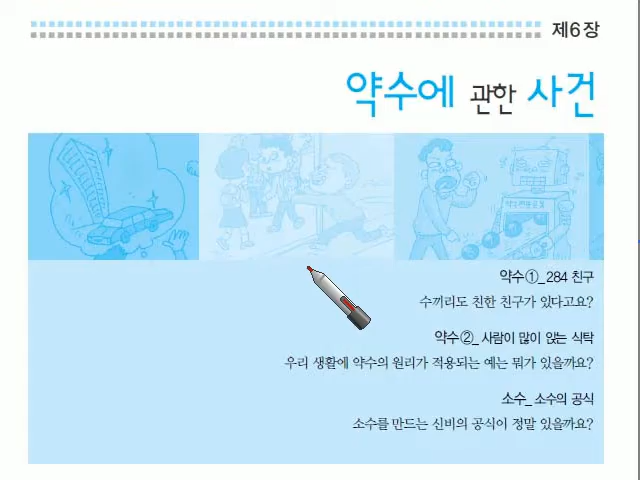 제6장
약수에 관한 사건
약수①_284 친구
수끼리도 친한 친구가 있다고요?
약수②_사람이 많이 앉는 식탁
우리 생활에 약수의 원리가 적용되는 예는 뭐가 있을까요?
소수_소수의 공식
소수를 만드는 신비의 공식이 정말 있을까요?